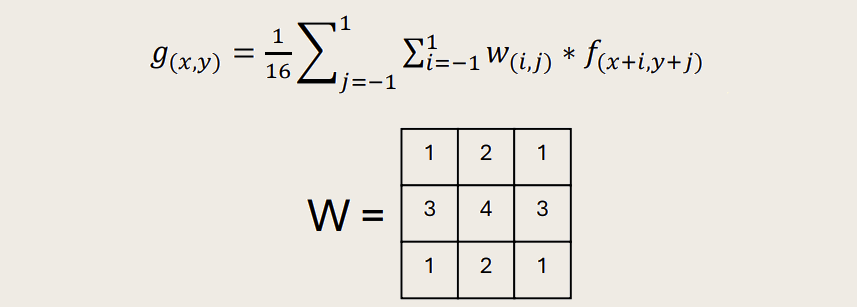 g(x,y) = 1/16 ∑_{j=−1}^{1} ∑_{i=−1}^{1} w(i,j) * f(x+i,y+j)
1 2 1
W = 3 4 3
1 2 1